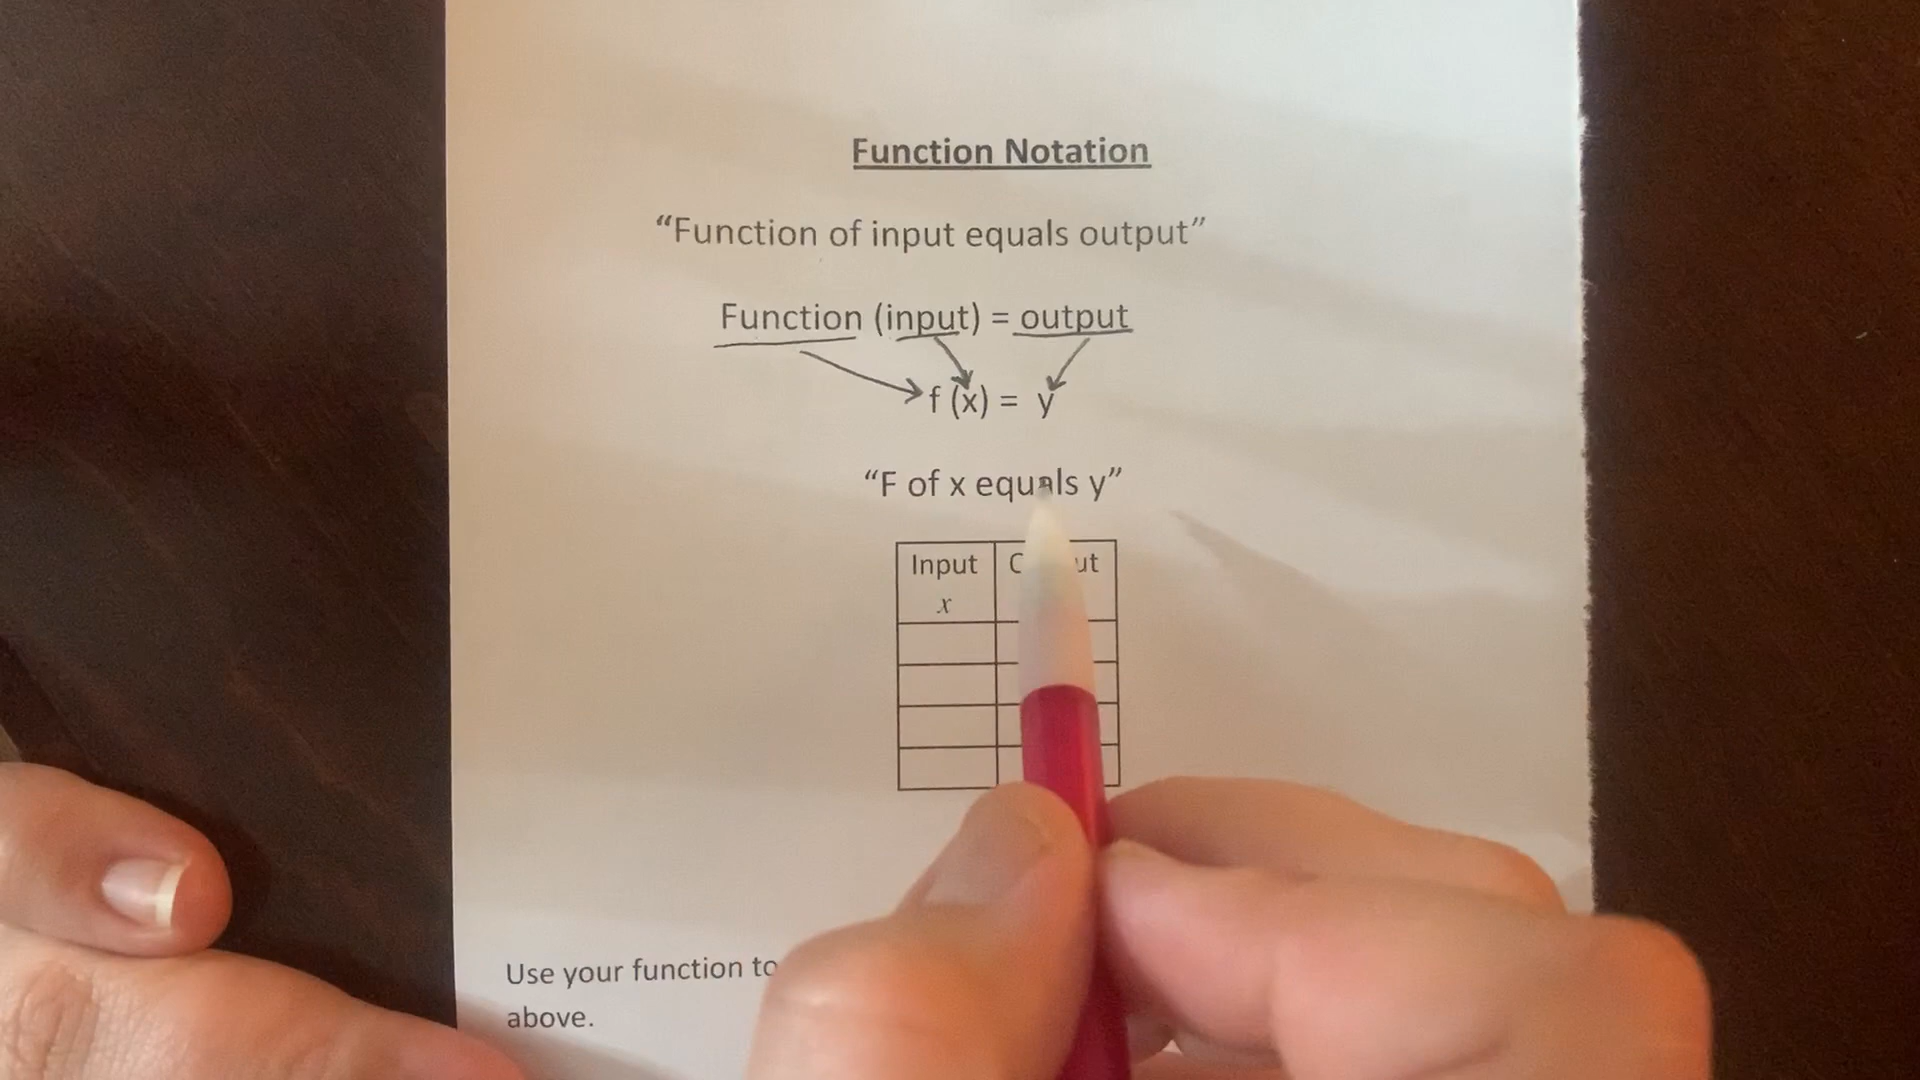 Function Notation
“Function of input equals output”
Function (input) = output
f (x) = y
“F of x equals y”
Input
x
Use your function to
above.